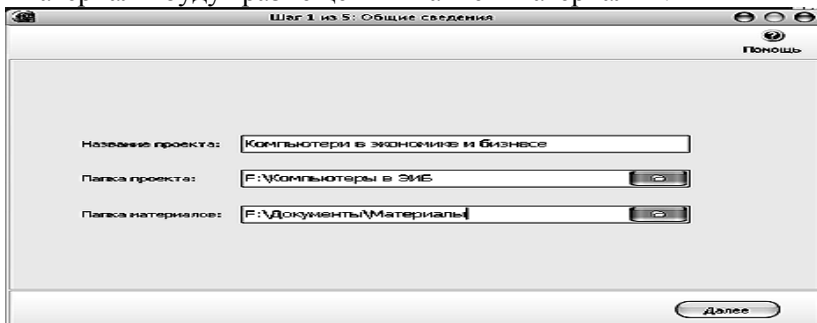 Шаг 1 из 5: Общие сведения
Помощь
Название проекта: Компьютери в экономике и бизнесе
Папка проекта: F:\Компьютеры в ЭИБ
Папка материалов: F:\Документы\Материалы
Далее